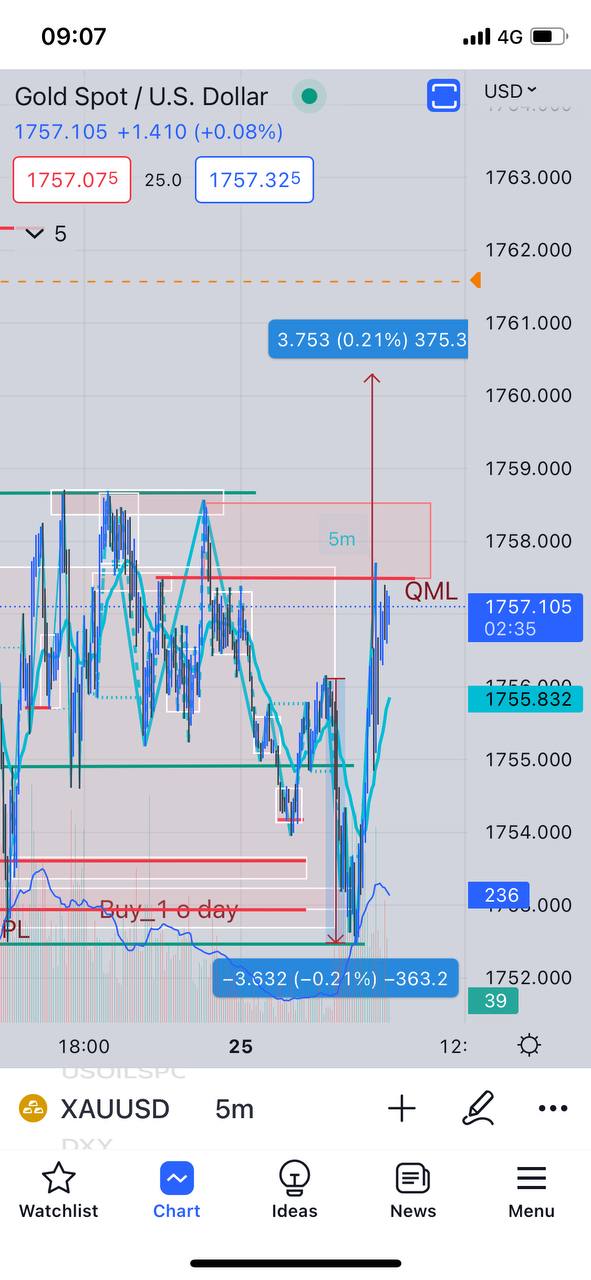 09:07
4G
Gold Spot / U.S. Dollar
USD
1757.105 +1.410 (+0.08%)
1763.000
1757.075 25.0 1757.325
5
1762.000
1761.000
3.753 (0.21%) 375.3
1760.000
1759.000
5m
1758.000
QML
1757.105
02:35
1755.832
1755.000
1754.000
236
Buy_1 o day
PL
−3.632 (−0.21%) −363.2
1752.000
39
18:00 25 12:
USOILSPC
XAUUSD 5m
DXY
Watchlist Chart Ideas News Menu